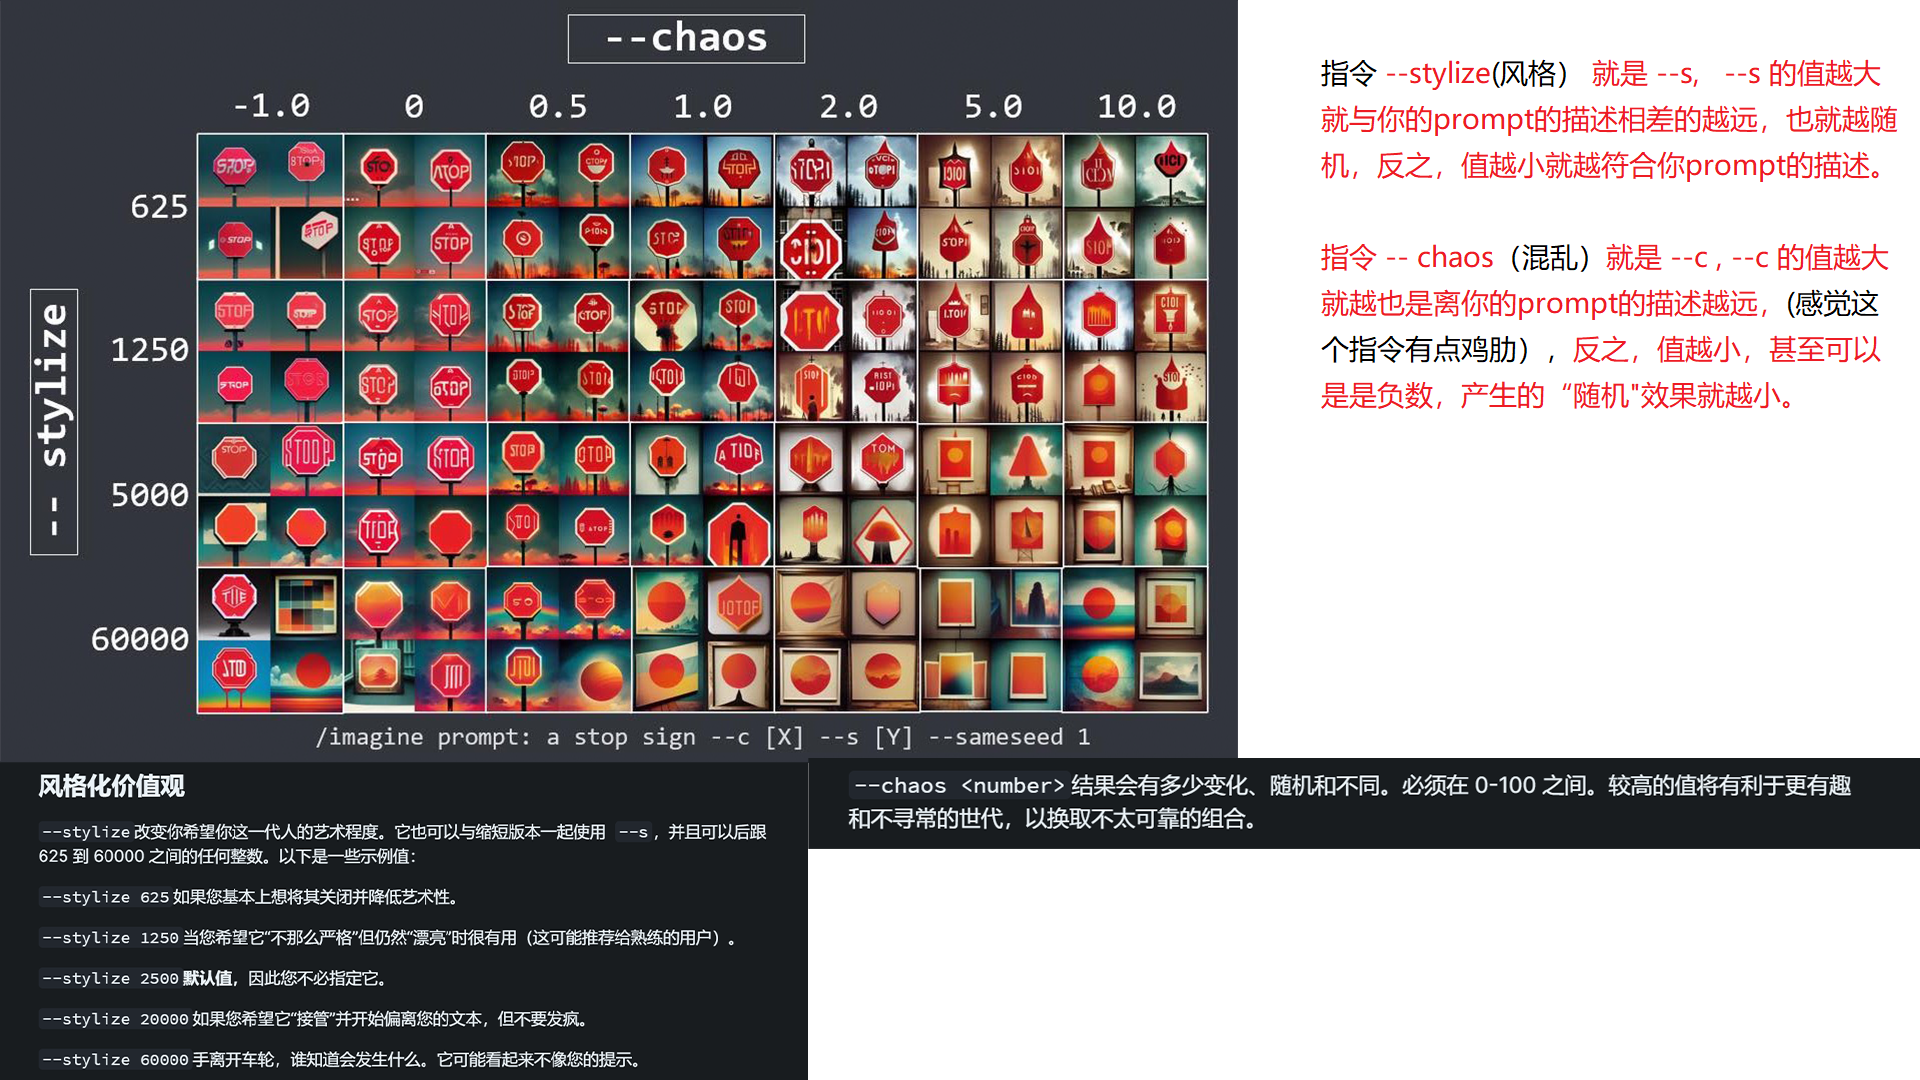 --chaos
-1.0 0 0.5 1.0 2.0 5.0 10.0
-- stylize
625
1250
5000
60000
/imagine prompt: a stop sign --c [X] --s [Y] --sameseed 1
指令 --stylize(风格） 就是 --s, --s 的值越大
就与你的prompt的描述相差的越远，也就越随
机，反之，值越小就越符合你prompt的描述。
指令 -- chaos（混乱）就是 --c , --c 的值越大
就越也是离你的prompt的描述越远，(感觉这
个指令有点鸡肋），反之，值越小，甚至可以
是是负数，产生的“随机"效果就越小。
风格化价值观
--stylize 改变你希望你这一代人的艺术程度。它也可以与缩短版本一起使用 --s，并且可以后跟
625 到 60000 之间的任何整数。以下是一些示例值：
--stylize 625 如果您基本上想将其关闭并降低艺术性。
--stylize 1250 当您希望它“不那么严格”但仍然“漂亮”时很有用（这可能推荐给熟练的用户）。
--stylize 2500 默认值，因此您不必指定它。
--stylize 20000 如果您希望它“接管”并开始偏离您的文本，但不要发疯。
--stylize 60000 手离开车轮，谁知道会发生什么。它可能看起来不像您的提示。
--chaos <number> 结果会有多少变化、随机和不同。必须在 0-100 之间。较高的值将有利于更有趣
和不寻常的世代，以换取不太可靠的组合。